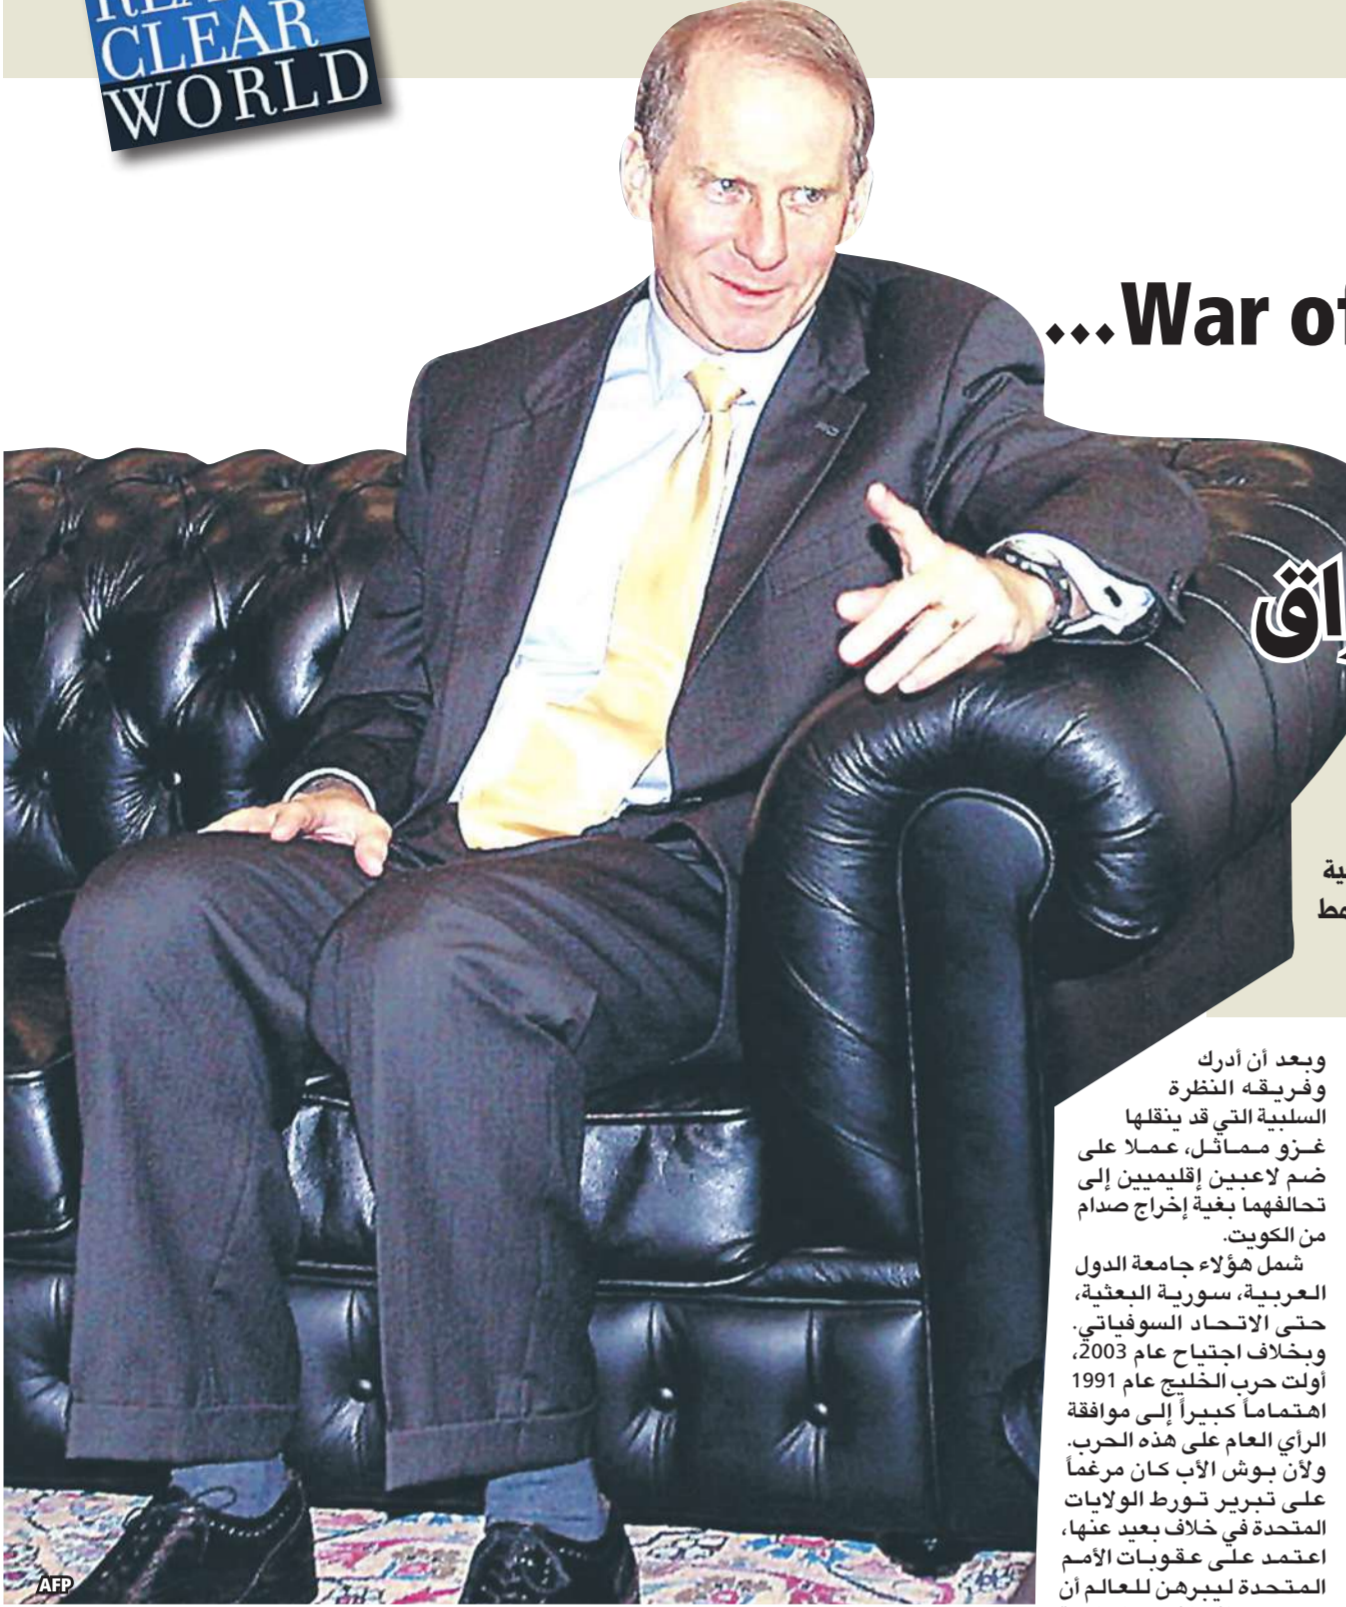 CLEAR
WORLD
...War of
وبعد أن أدرك
وفريقه النظرة
السلبية التي قد ينقلها
غزو مماثل، عملا على
ضم لاعبين إقليميين إلى
تحالفهما بغية إخراج صدام
من الكويت.
شمل هؤلاء جامعة الدول
العربية، سورية البعثية،
حتى الاتحاد السوفياتي.
وبخلاف اجتياح عام 2003،
أولت حرب الخليج عام 1991
اهتماماً كبيراً إلى موافقة
الرأي العام على هذه الحرب.
ولأن بوش الأب كان مرغماً
على تبرير تورط الولايات
المتحدة في خلاف بعيد عنها،
اعتمد على عقوبات الأمم
المتحدة ليبرهن للعالم أن
AFP